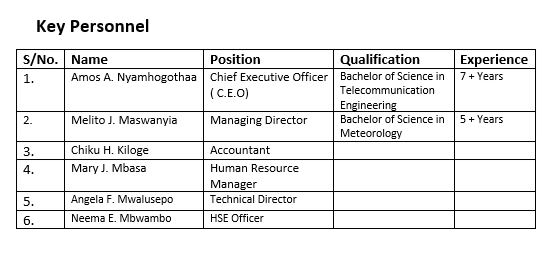 Key Personnel
S/No. Name Position Qualification Experience
1. Amos A. Nyamhogothaa Chief Executive Officer Bachelor of Science in 7 + Years
( C.E.O) Telecommunication
Engineering
2. Melito J. Maswanyia Managing Director Bachelor of Science in 5 + Years
Meteorology
3. Chiku H. Kiloge Accountant
4. Mary J. Mbasa Human Resource
Manager
5. Angela F. Mwalusepo Technical Director
6. Neema E. Mbwambo HSE Officer